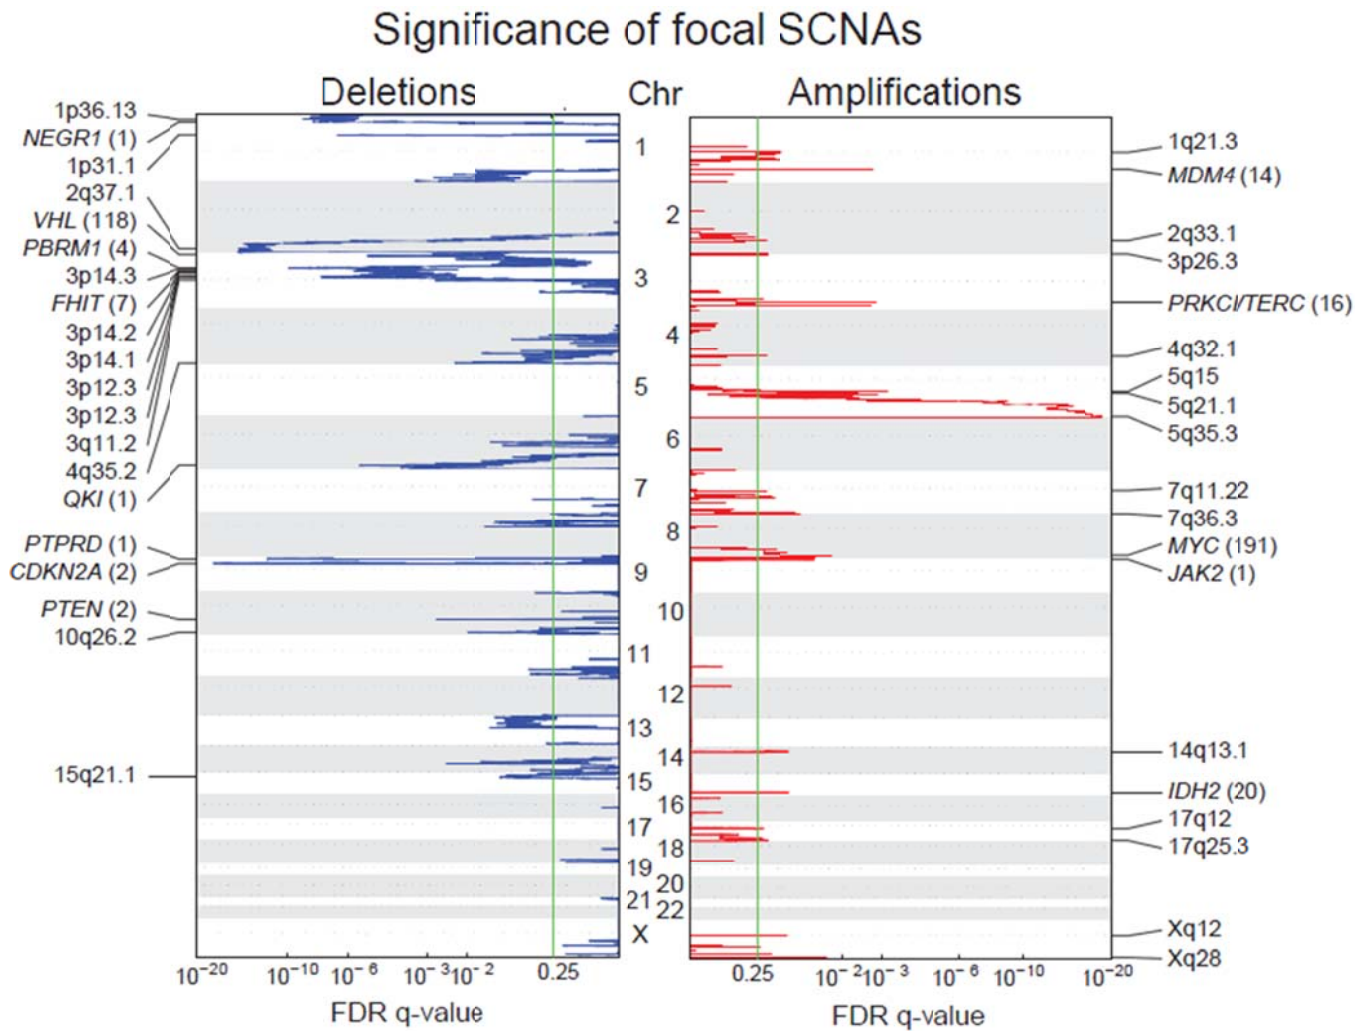 Significance of focal SCNAs
Deletions
Chr
Amplifications
1p36.13
NEGR1 (1)
1p31.1
2q37.1
VHL (118)
PBRM1 (4)
3p14.3
FHIT (7)
3p14.2
3p14.1
3p12.3
3p12.3
3q11.2
4q35.2
QKI (1)
PTPRD (1)
CDKN2A (2)
PTEN (2)
10q26.2
15q21.1
1
2
3
4
5
6
7
8
9
10
11
12
13
14
15
16
17
18
19
20
21
22
X
1q21.3
MDM4 (14)
2q33.1
3p26.3
PRKCI/TERC (16)
4q32.1
5q15
5q21.1
5q35.3
7q11.22
7q36.3
MYC (191)
JAK2 (1)
14q13.1
IDH2 (20)
17q12
17q25.3
Xq12
Xq28
10⁻²⁰ 10⁻¹⁰ 10⁻⁶ 10⁻³ 10⁻² 0.25
FDR q-value
0.25 10⁻² 10⁻³ 10⁻⁶ 10⁻¹⁰ 10⁻²⁰
FDR q-value